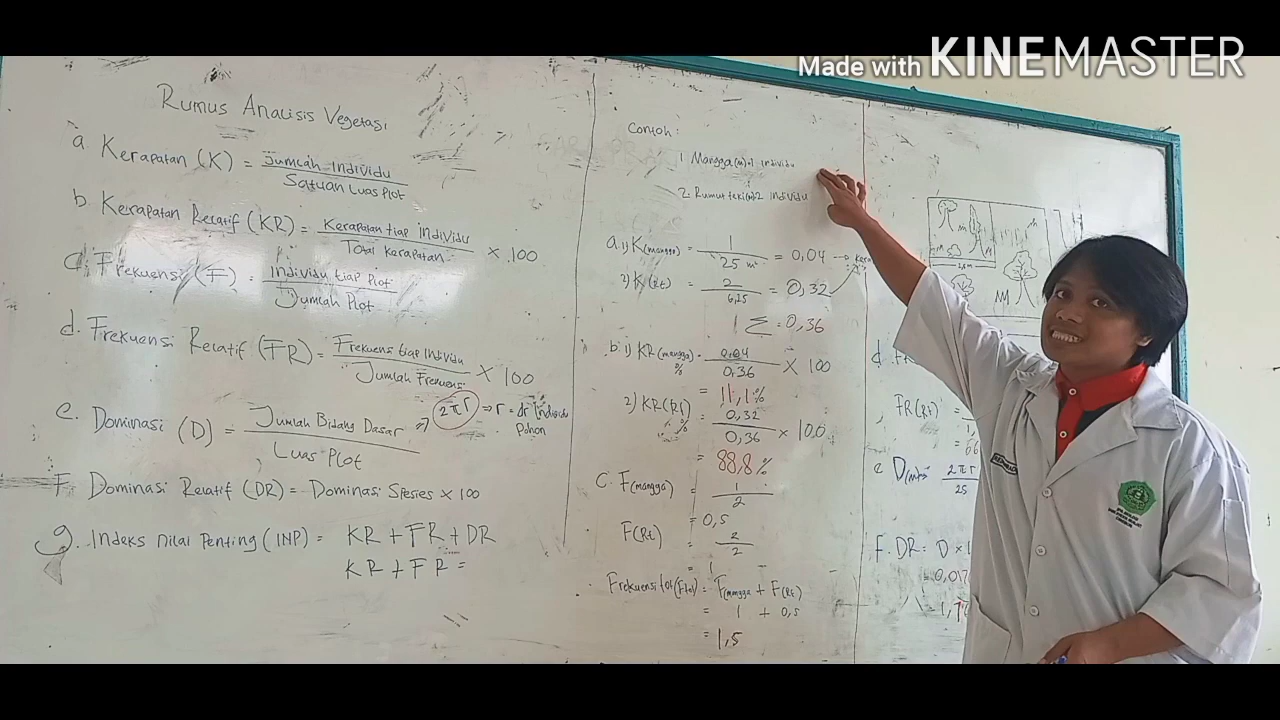 Made with KINEMASTER
Rumus Analisis Vegetasi
a Kerapatan (K) = Jumlah Individu
Satuan Luas Plot
b. Kerapatan Relatif (KR) = Kerapatan tiap Individu
Total Kerapatan × 100
c. Frekuensi (F) = Individu tiap Plot
Jumlah Plot
d. Frekuensi Relatif (FR) = Frekuensi tiap Individu
Jumlah Frekuensi × 100
e. Dominasi (D) = Jumlah Bidang Dasar ⇒ 2πr ⇒ r = dr Individu
Luas Plot Pohon
F. Dominasi Relatif (DR) = Dominasi Spesies × 100
g. Indeks Nilai Penting (INP) = KR + FR + DR
KR + FR =
Contoh:
1. Mangga (m) = 1 Individu
2. Rumput teki 2 Individu
a. 1) K(mangga) = 1
25 m² = 0,04
2) K(Rt) = 2
6,25 = 0,32
Σ = 0,36
b. 1) KR(mangga) = 0,04
% 0,36 × 100
= 11,1 %
2) KR(Rt) = 0,32
% 0,36 × 100
= 88,8 %
C. F(mangga) = 1
2
= 0,5
F(Rt) = 2
2
= 1
Frekuensi tot (Ftot) = F(mangga + F(Rt)
= 1 + 0,5
= 1,5
d.
FR(Rt) =
e. 2πr
25
F. DR = D ×
= 0,017